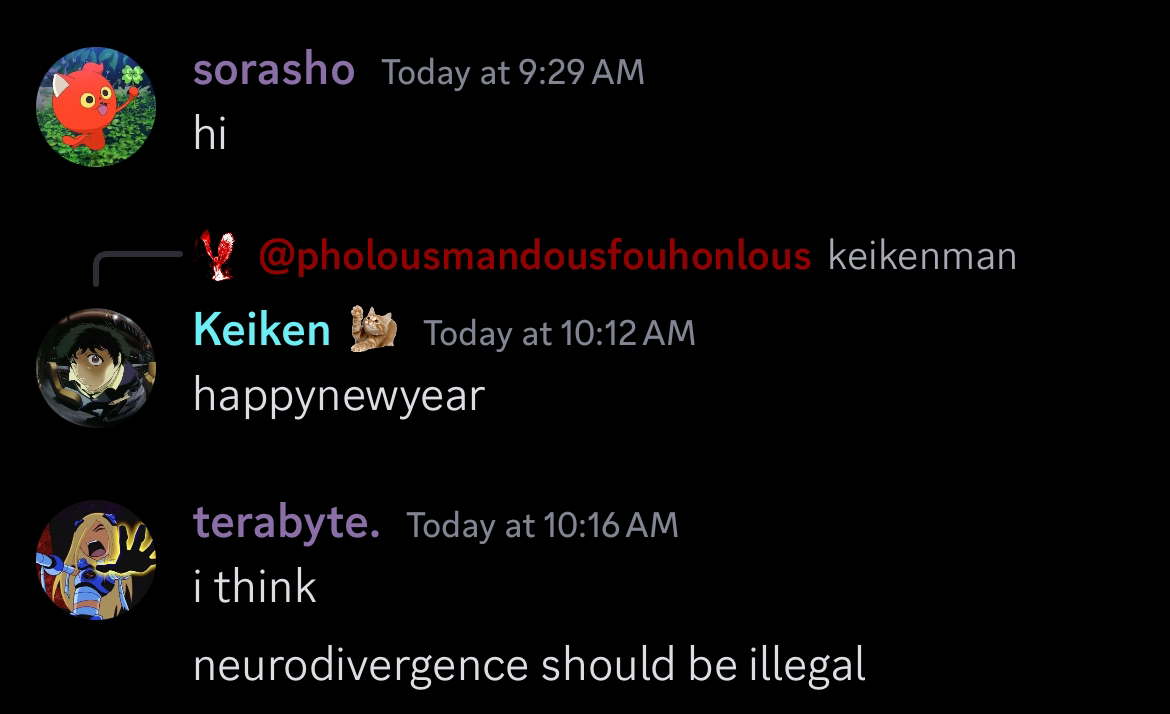 sorasho Today at 9:29 AM
hi
@pholousmandousfouhonlous keikenman
Keiken Today at 10:12 AM
happynewyear
terabyte. Today at 10:16 AM
i think
neurodivergence should be illegal